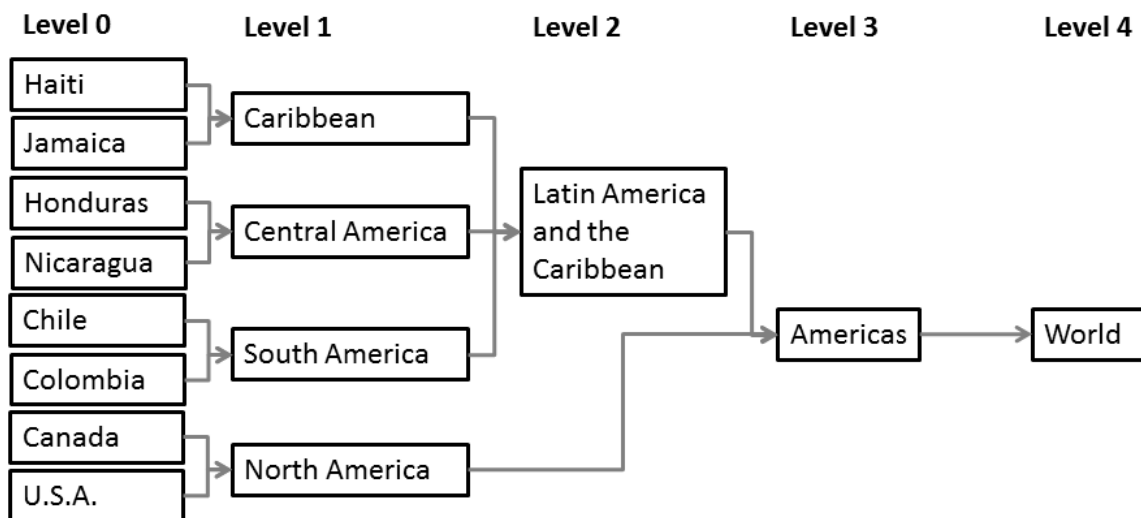 Level 0
Level 1
Level 2
Level 3
Level 4
Haiti
Jamaica
Honduras
Nicaragua
Chile
Colombia
Canada
U.S.A.
Caribbean
Central America
South America
North America
Latin America
and the
Caribbean
Americas
World